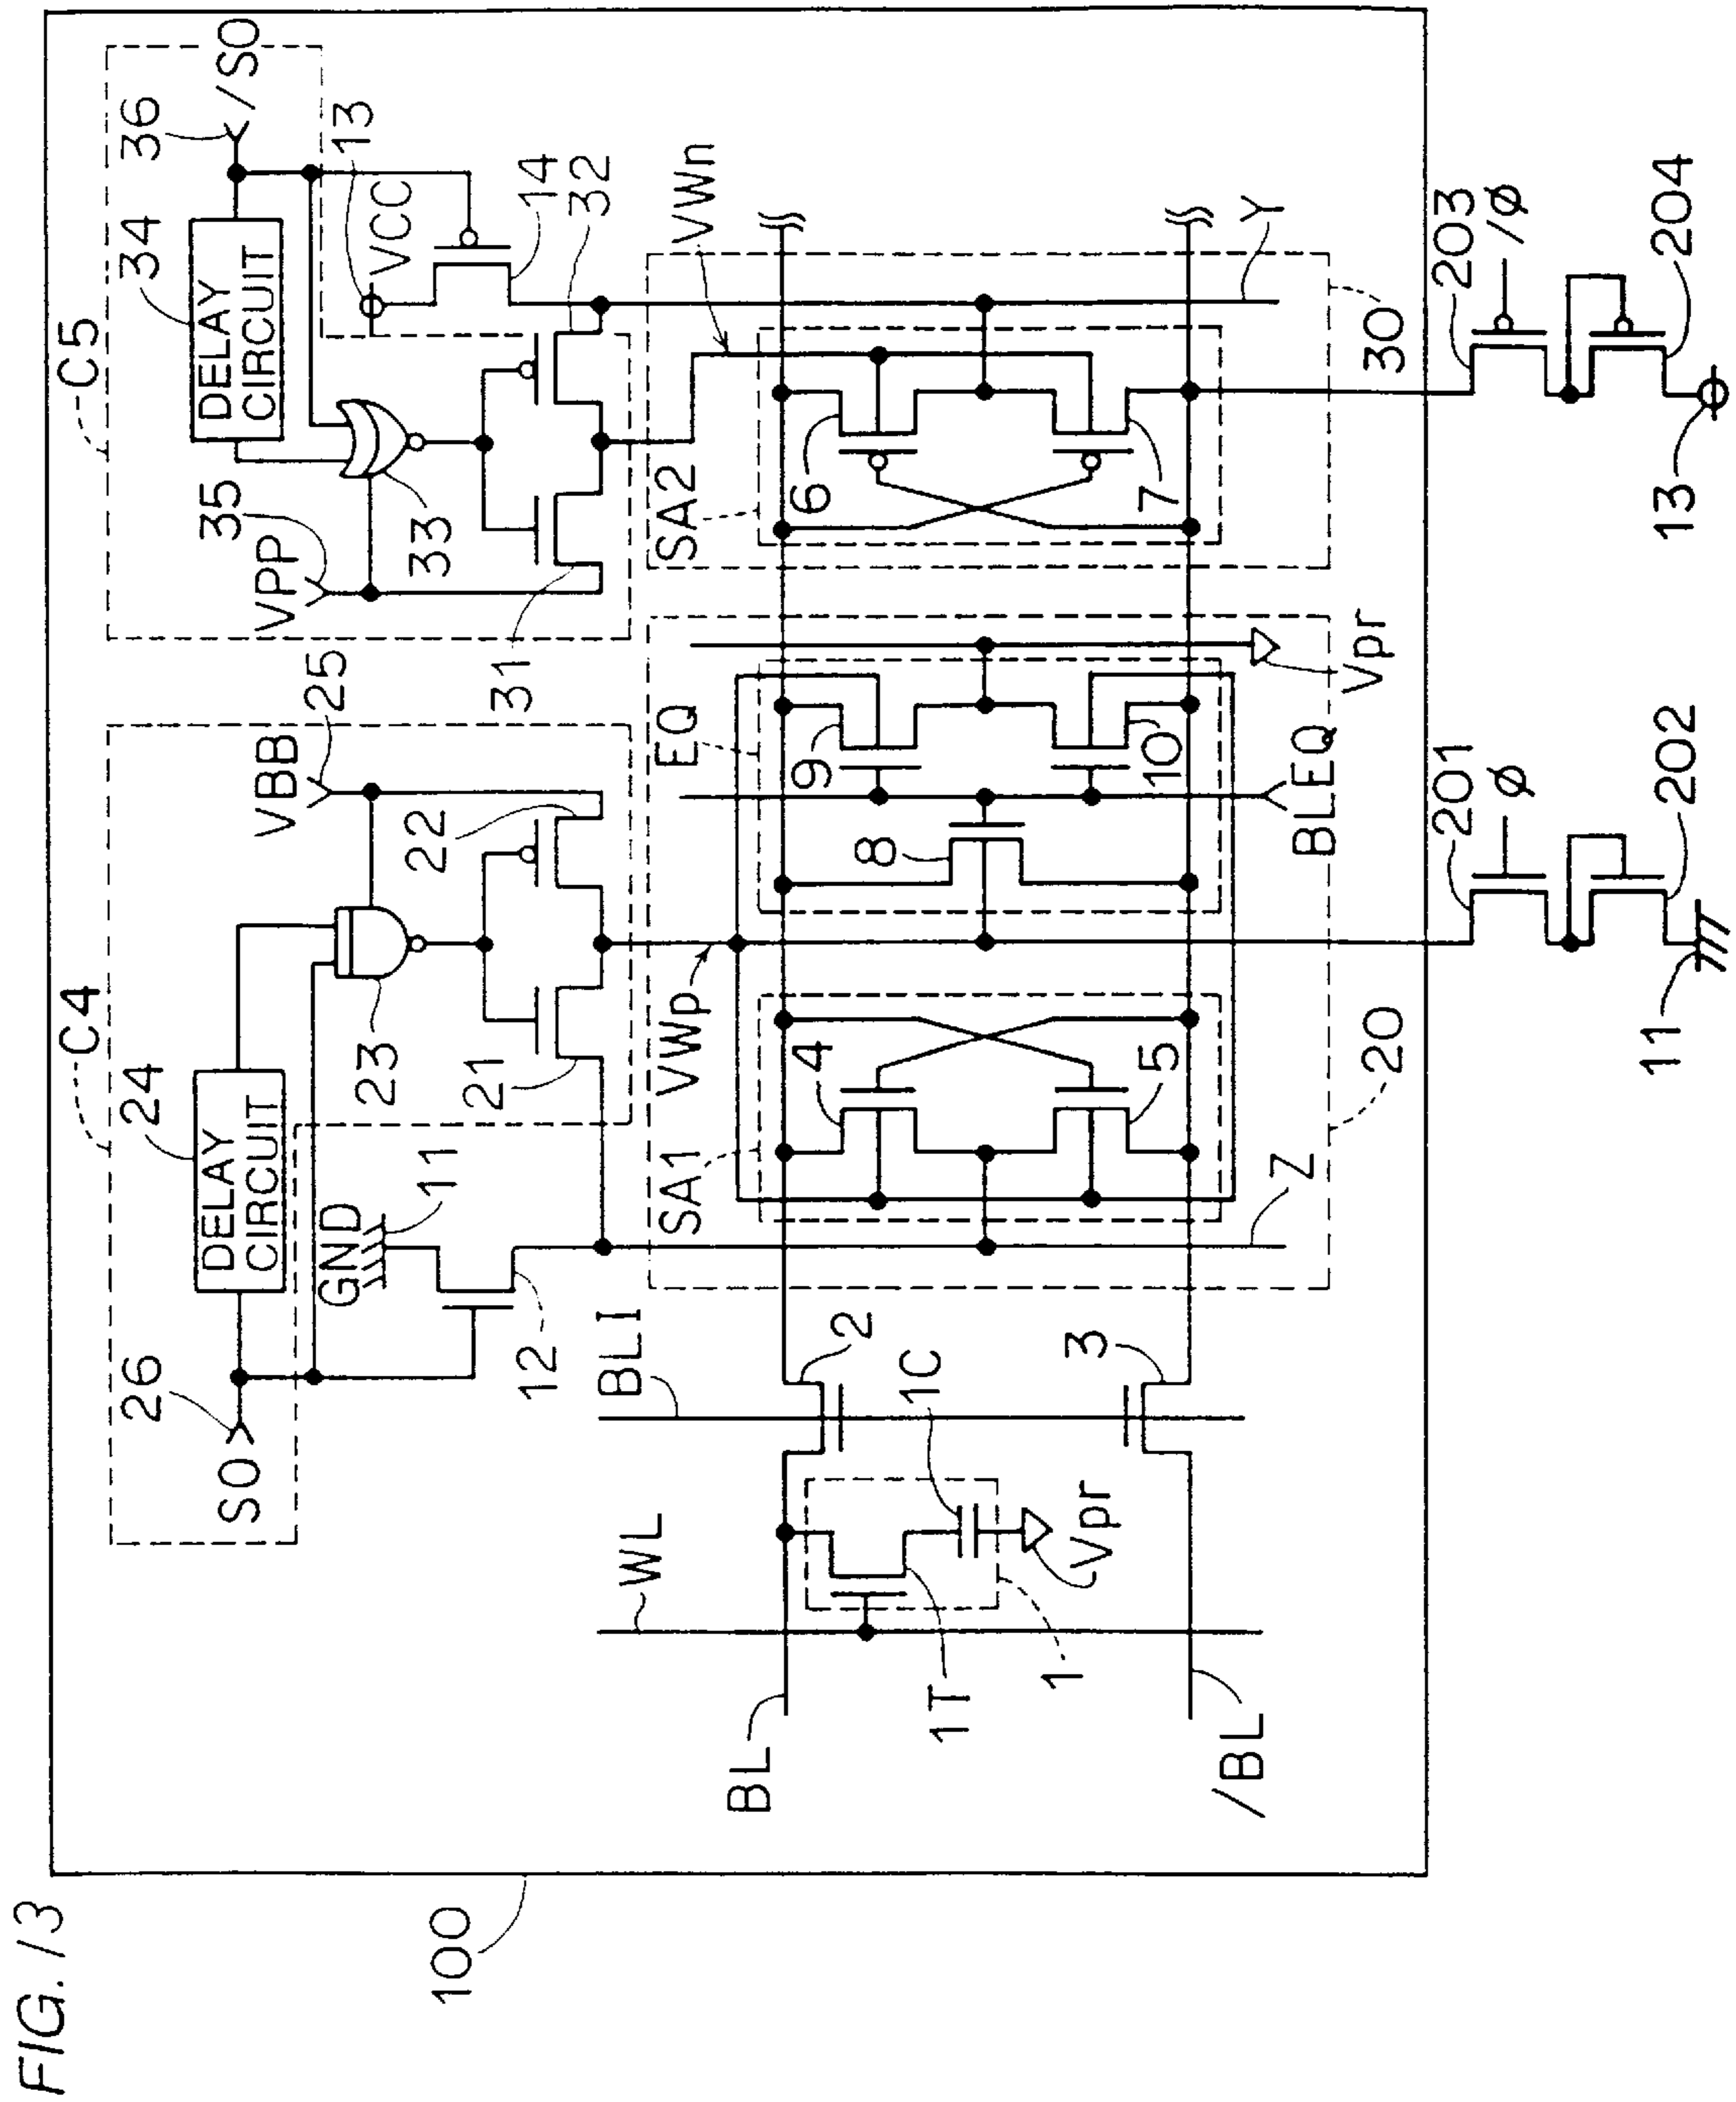 FIG. 13
100
C4
C5
26
24
DELAY
CIRCUIT
25
35
34
DELAY
CIRCUIT
36
SO
GND
11
23
VBB
VPP
33
VCC
13
/SO
12
21
22
31
32
14
WL
BLI
SA1
VWp
EQ
SA2
VWn
BL
2
4
8
9
6
1T
1C
1
Vpr
3
5
10
7
/BL
Z
BLEQ
Vpr
Y
20
30
201
Ø
203
/Ø
11
202
13
204